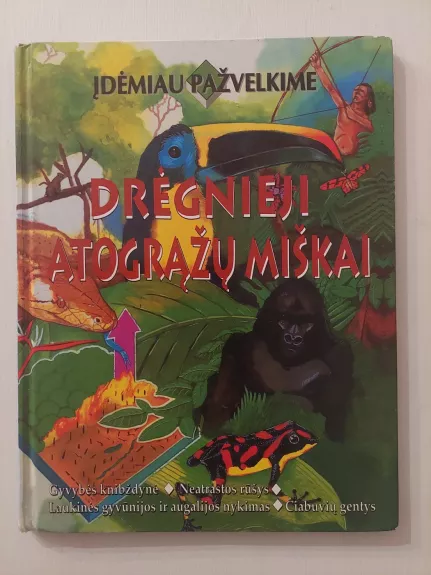 ĮDĖMIAU PAŽVELKIME
DRĖGNIEJI
ATOGRĄŽŲ MIŠKAI
Gyvybės knibždynė ◆ Neatrastos rūšys ◆
Laukinės gyvūnijos ir augalijos nykimas ◆ Čiabuvių gentys